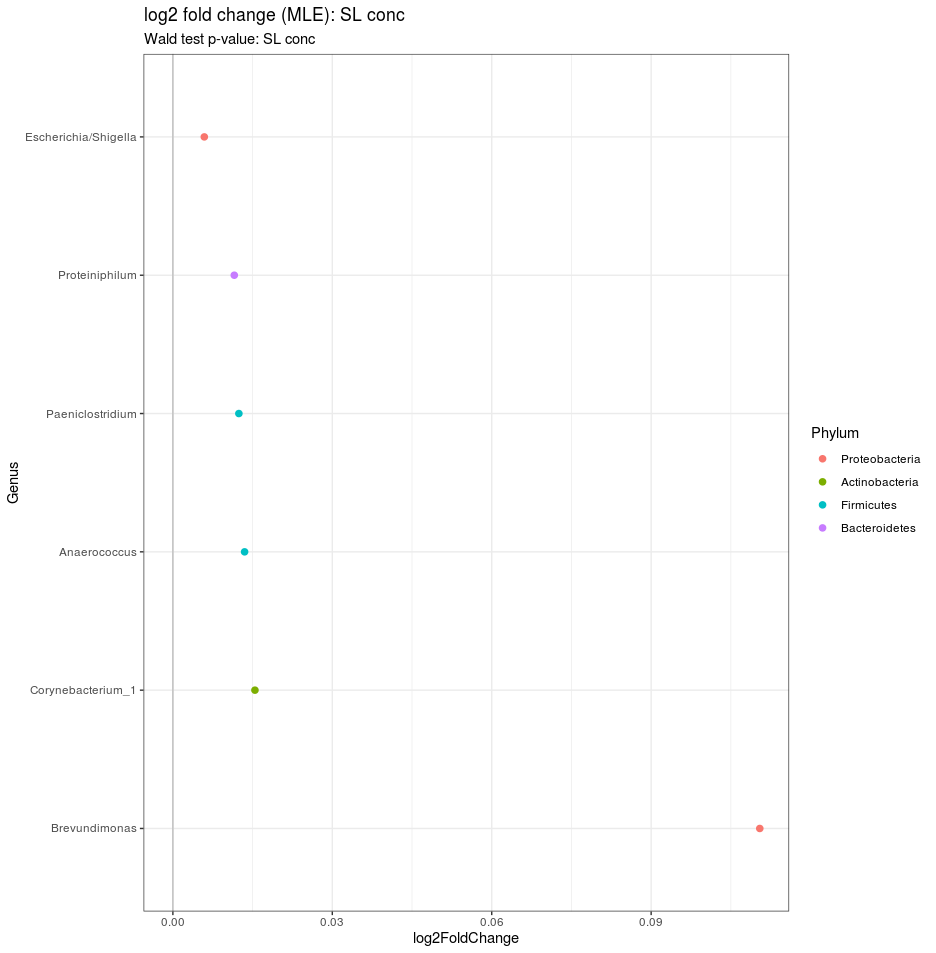 log2 fold change (MLE): SL conc
Wald test p-value: SL conc
Genus
Escherichia/Shigella
Proteiniphilum
Paeniclostridium
Anaerococcus
Corynebacterium_1
Brevundimonas
0.00
0.03
0.06
0.09
log2FoldChange
Phylum
Proteobacteria
Actinobacteria
Firmicutes
Bacteroidetes